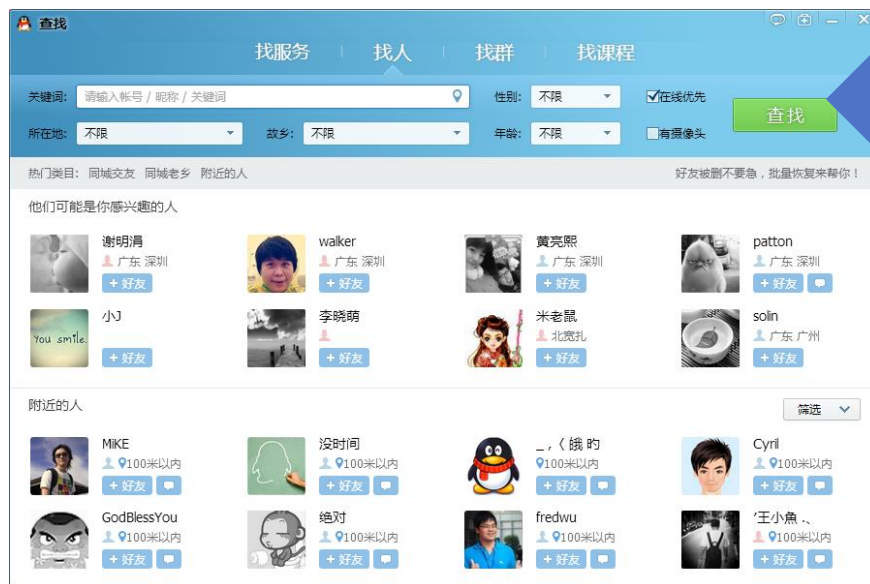 查找
找服务 找人 找群 找课程
关键词: 请输入帐号 / 昵称 / 关键词 性别: 不限 在线优先
查找
所在地: 不限 故乡: 不限 年龄: 不限 有摄像头
热门类目: 同城交友 同城老乡 附近的人 好友被删不要急，批量恢复来帮你！
他们可能是你感兴趣的人
谢明涓 walker 黄亮熙 patton
广东 深圳 广东 深圳 广东 深圳 广东 深圳
+ 好友 + 好友 + 好友 + 好友
小J 李晓萌 米老鼠 solin
you smile. 北宽扎 广东 广州
+ 好友 + 好友 + 好友 + 好友
附近的人 筛选
MiKE 没时间 _ ,〈 皒 旳 Cyril
100米以内 100米以内 100米以内 100米以内
+ 好友 + 好友 + 好友 + 好友
GodBlessYou 绝对 fredwu ′王小魚 .、
100米以内 100米以内 100米以内 100米以内
+ 好友 + 好友 + 好友 + 好友